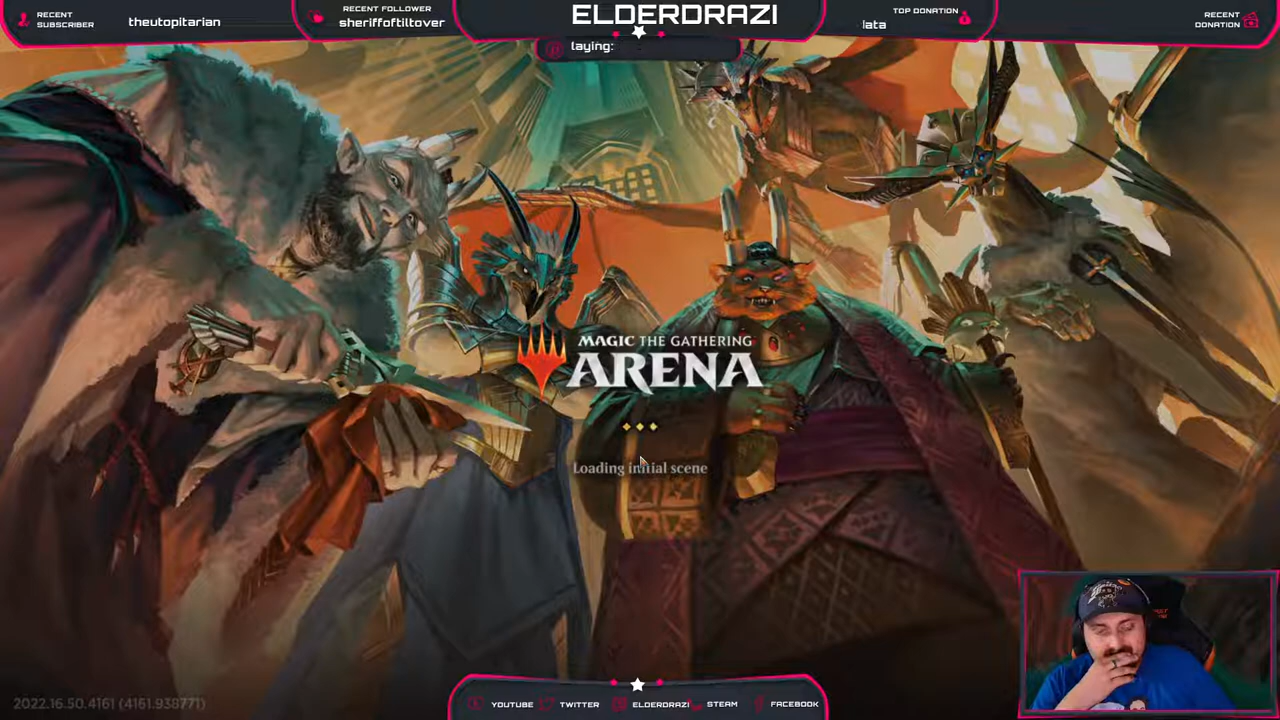 RECENT
SUBSCRIBER
theutopitarian
RECENT FOLLOWER
sheriffoftiltover
ELDERDRAZI
TOP DONATION
lata
RECENT
DONATION
laying:
MAGIC THE GATHERING
ARENA
Loading initial scene
2022.16.50.4161 (4161.938771)
YOUTUBE
TWITTER
ELDERDRAZI
STEAM
FACEBOOK